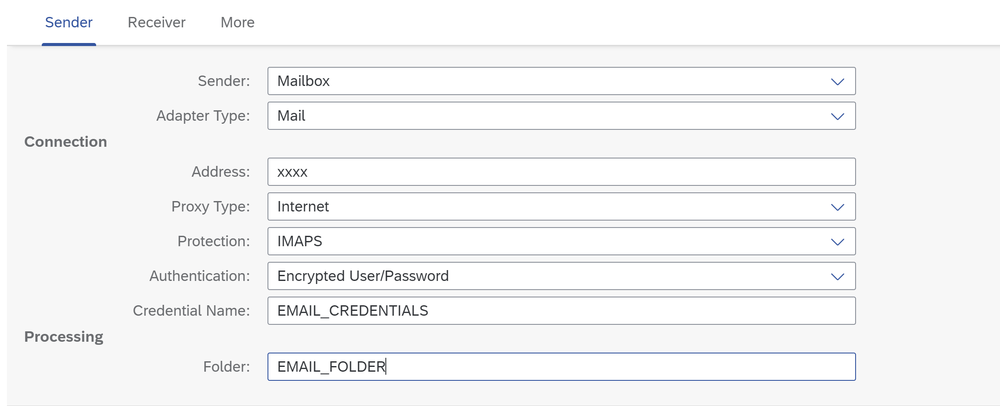 Sender Receiver More
Sender: Mailbox
Adapter Type: Mail
Connection
Address: xxxx
Proxy Type: Internet
Protection: IMAPS
Authentication: Encrypted User/Password
Credential Name: EMAIL_CREDENTIALS
Processing
Folder: EMAIL_FOLDER